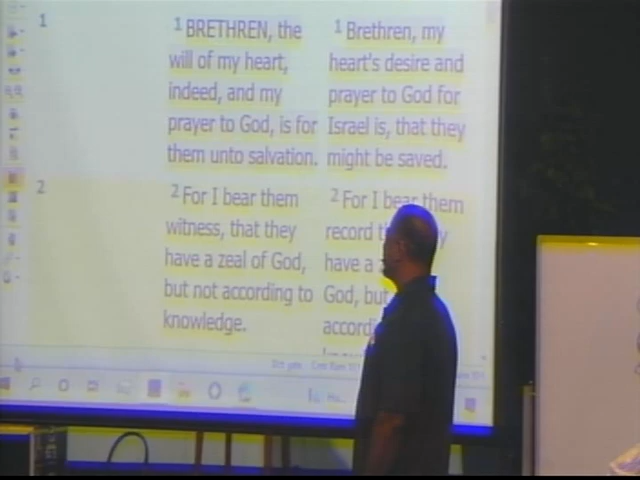 1
1 BRETHREN, the
will of my heart,
indeed, and my
prayer to God, is for
them unto salvation.
1 Brethren, my
heart's desire and
prayer to God for
Israel is, that they
might be saved.
2
2 For I bear them
witness, that they
have a zeal of God,
but not according to
knowledge.
2 For I bear them
record
have a
God, but